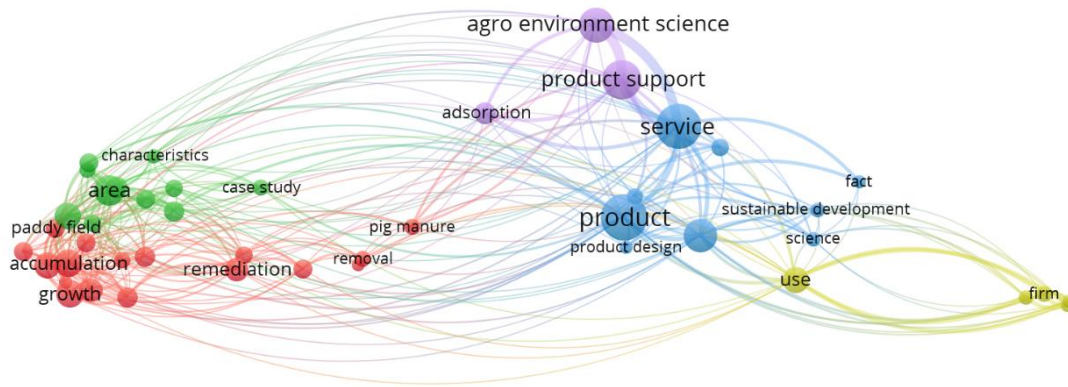 agro environment science
product support
adsorption
service
characteristics
area
case study
fact
paddy field
pig manure
product
sustainable development
product design
science
accumulation
remediation
removal
use
growth
firm